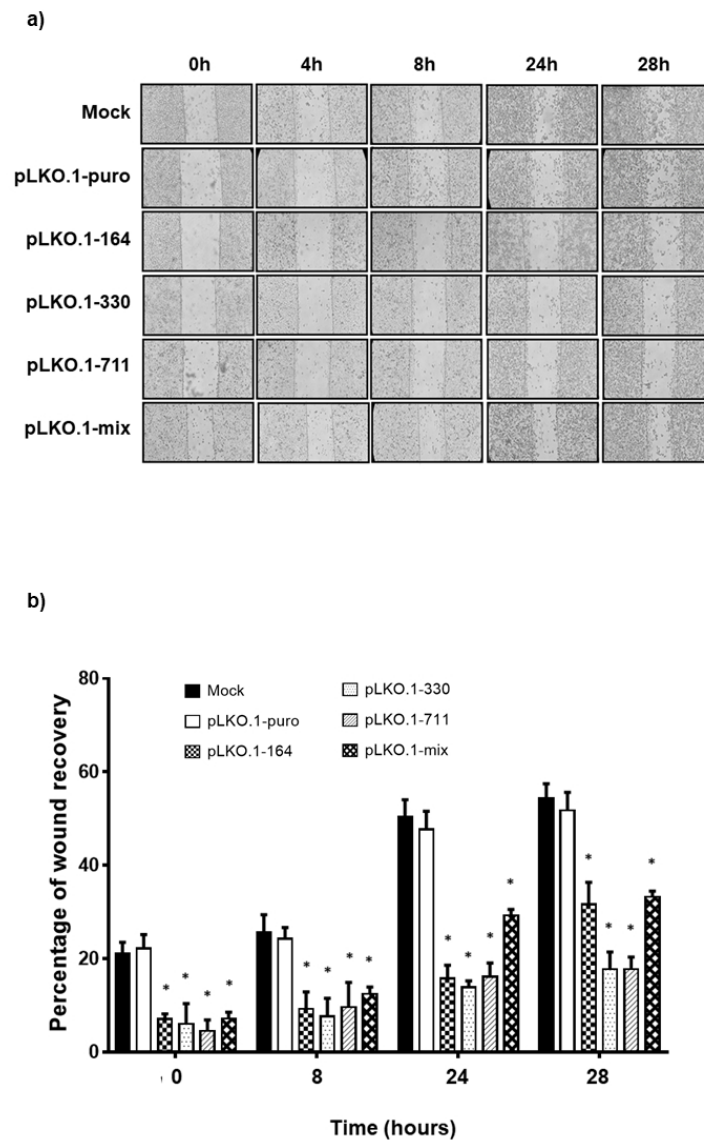 a)
0h 4h 8h 24h 28h
Mock
pLKO.1-puro
pLKO.1-164
pLKO.1-330
pLKO.1-711
pLKO.1-mix
b)
Percentage of wound recovery
80
60
40
20
0
Mock
pLKO.1-puro
pLKO.1-164
pLKO.1-330
pLKO.1-711
pLKO.1-mix
* * * *
* * * *
* * * *
* * * *
0 8 24 28
Time (hours)